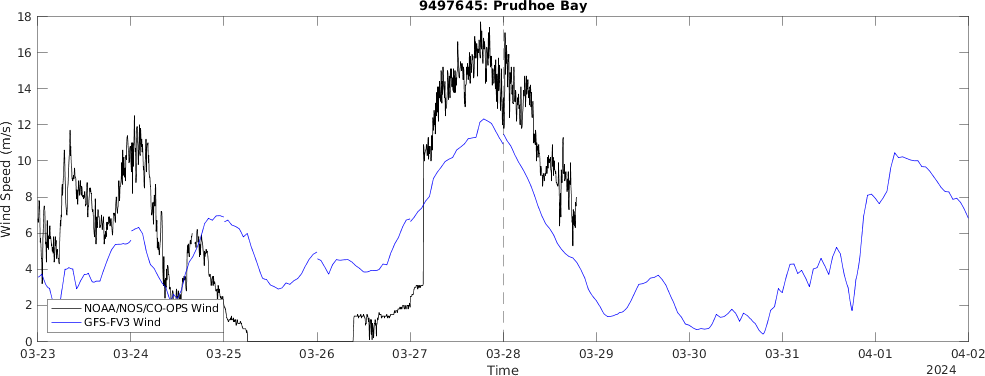 9497645: Prudhoe Bay
Wind Speed (m/s)
18
16
14
12
10
8
6
4
2
0
NOAA/NOS/CO-OPS Wind
GFS-FV3 Wind
03-23 03-24 03-25 03-26 03-27 03-28 03-29 03-30 03-31 04-01 04-02
Time
2024